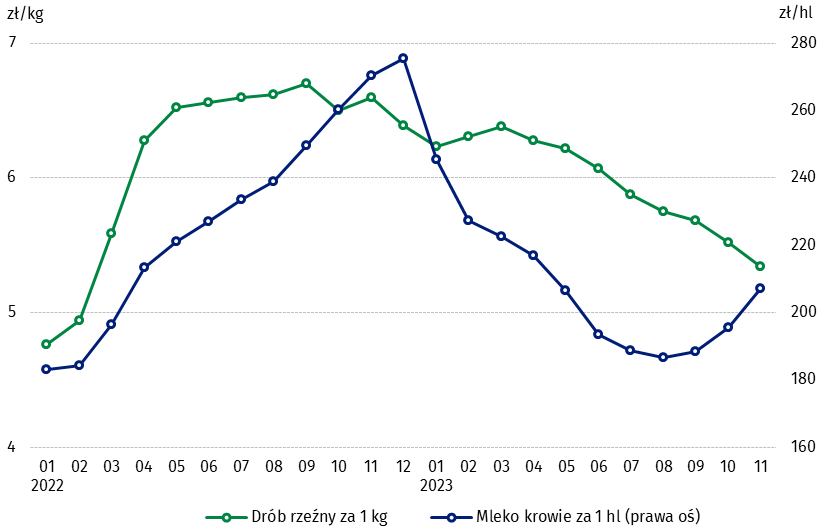 zł/kg zł/hl
7 280
260
6 240
220
5 200
180
4 160
01 02 03 04 05 06 07 08 09 10 11 12 01 02 03 04 05 06 07 08 09 10 11
2022 2023
Drób rzeźny za 1 kg Mleko krowie za 1 hl (prawa oś)